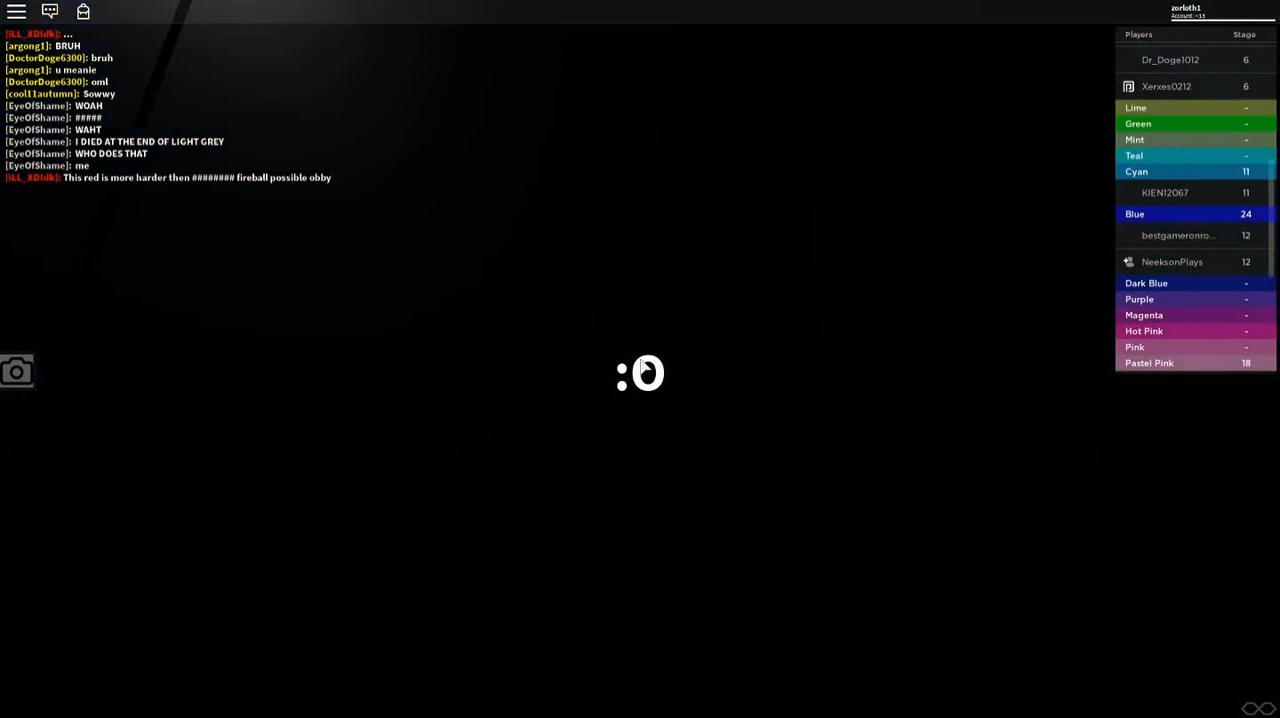 zorloth1
Account: <13
[iLL_XDIdk]: ...
[argong1]: BRUH
[DoctorDoge6300]: bruh
[argong1]: u meanie
[DoctorDoge6300]: oml
[cool11autumn]: Sowwy
[EyeOfShame]: WOAH
[EyeOfShame]: #####
[EyeOfShame]: WAHT
[EyeOfShame]: I DIED AT THE END OF LIGHT GREY
[EyeOfShame]: WHO DOES THAT
[EyeOfShame]: me
[iLL_XDIdk]: This red is more harder then ######## fireball possible obby
:O
Players Stage
Dr_Doge1012 6
Xerxes0212 6
Lime -
Green -
Mint -
Teal -
Cyan 11
KIEN12067 11
Blue 24
bestgameronro... 12
NeeksonPlays 12
Dark Blue -
Purple -
Magenta -
Hot Pink -
Pink -
Pastel Pink 18